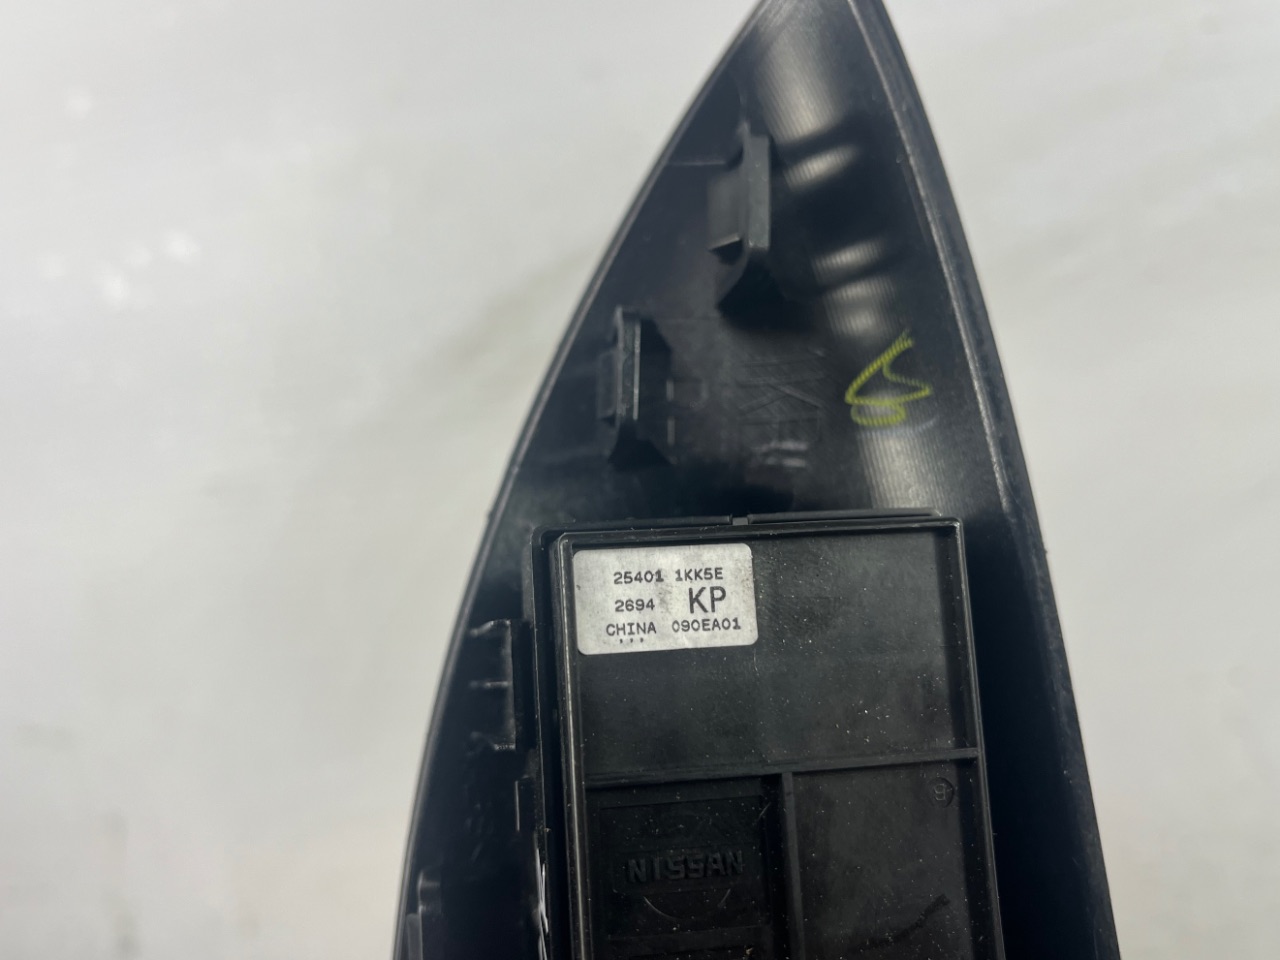 25401 1KK5E
2694 KP
CHINA 090EA01
NISSAN